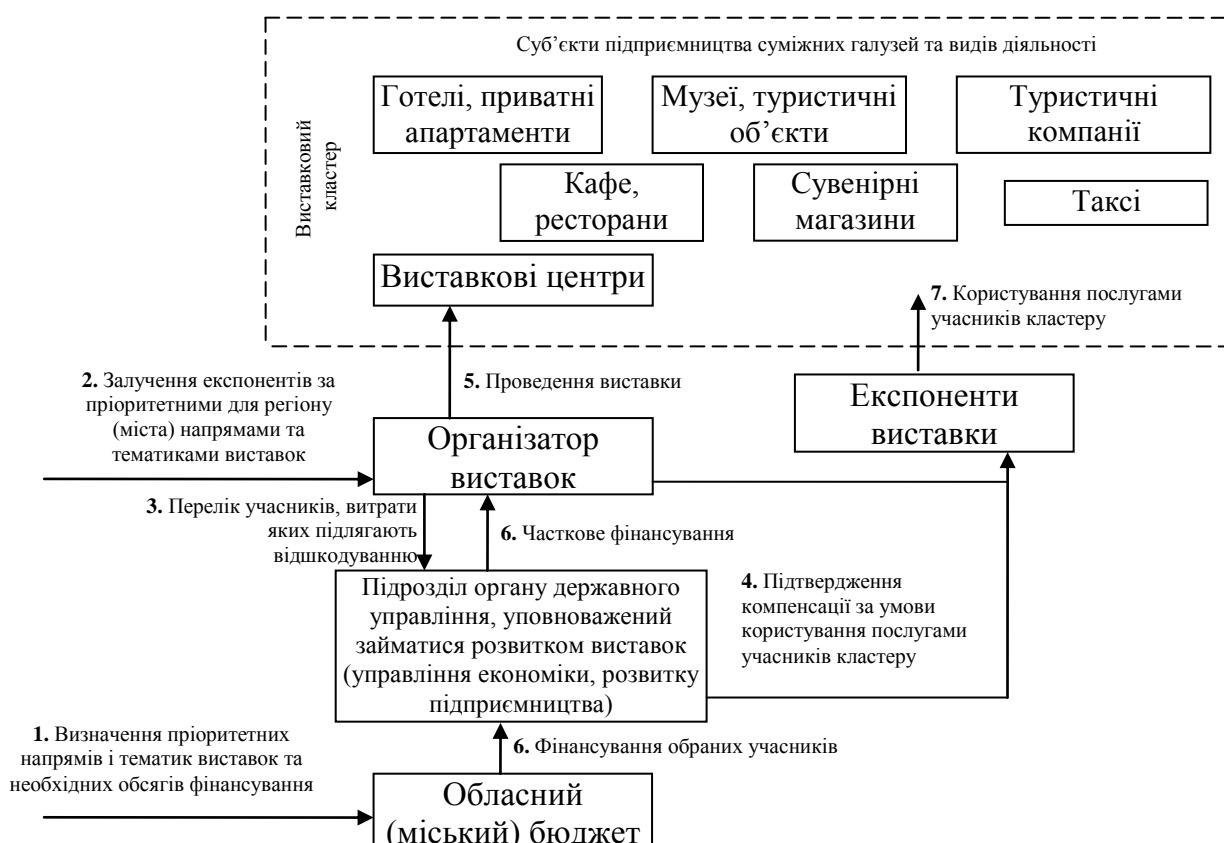 Суб’єкти підприємництва суміжних галузей та видів діяльності
Виставковий
кластер
Готелі, приватні
апартаменти
Музеї, туристичні
об’єкти
Туристичні
компанії
Кафе,
ресторани
Сувенірні
магазини
Таксі
Виставкові центри
7. Користування послугами
учасників кластеру
2. Залучення експонентів за
пріоритетними для регіону
(міста) напрямами та
тематиками виставок
5. Проведення виставки
Експоненти
виставки
Організатор
виставок
3. Перелік учасників, витрати
яких підлягають
відшкодуванню
6. Часткове фінансування
Підрозділ органу державного
управління, уповноважений
займатися розвитком виставок
(управління економіки, розвитку
підприємництва)
4. Підтвердження
компенсації за умови
користування послугами
учасників кластеру
1. Визначення пріоритетних
напрямів і тематик виставок та
необхідних обсягів фінансування
6. Фінансування обраних учасників
Обласний
(міський) бюджет